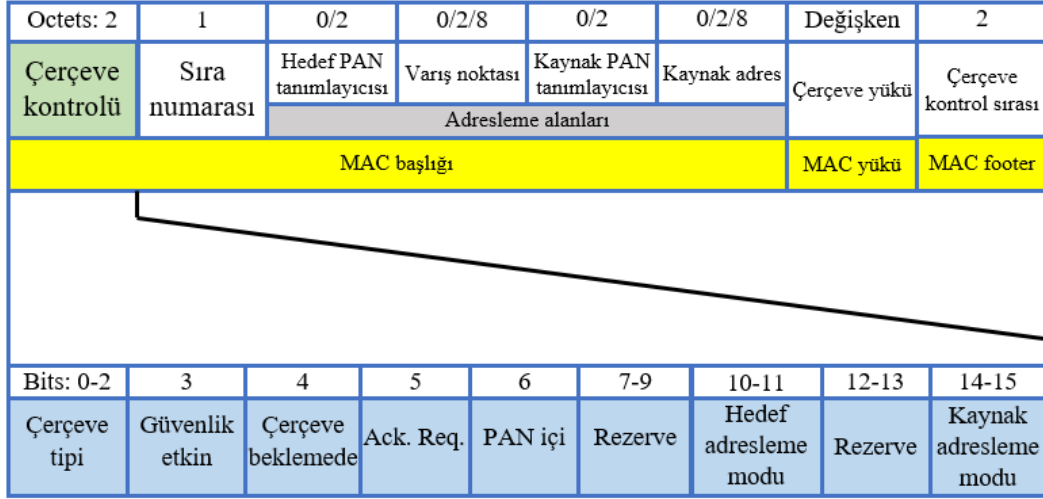 Octets: 2 1 0/2 0/2/8 0/2 0/2/8 Değişken 2
Çerçeve kontrolü
Sıra numarası
Hedef PAN tanımlayıcısı
Varış noktası
Kaynak PAN tanımlayıcısı
Kaynak adres
Çerçeve yükü
Çerçeve kontrol sırası
Adresleme alanları
MAC başlığı MAC yükü MAC footer
Bits: 0-2 3 4 5 6 7-9 10-11 12-13 14-15
Çerçeve tipi
Güvenlik etkin
Çerçeve beklemede
Ack. Req.
PAN içi
Rezerve
Hedef adresleme modu
Rezerve
Kaynak adresleme modu